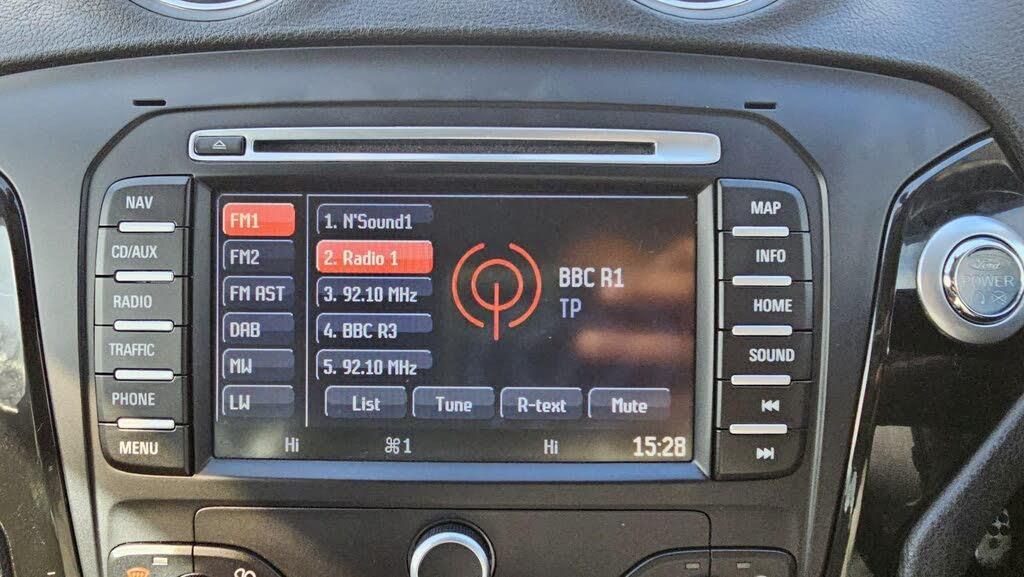 NAV
CD/AUX
RADIO
TRAFFIC
PHONE
MENU
FM1
FM2
FM AST
DAB
MW
LW
1. N'Sound1
2. Radio 1
3. 92.10 MHz
4. BBC R3
5. 92.10 MHz
BBC R1
TP
List
Tune
R-text
Mute
Hi
1
Hi
15:28
MAP
INFO
HOME
SOUND
Ford
POWER